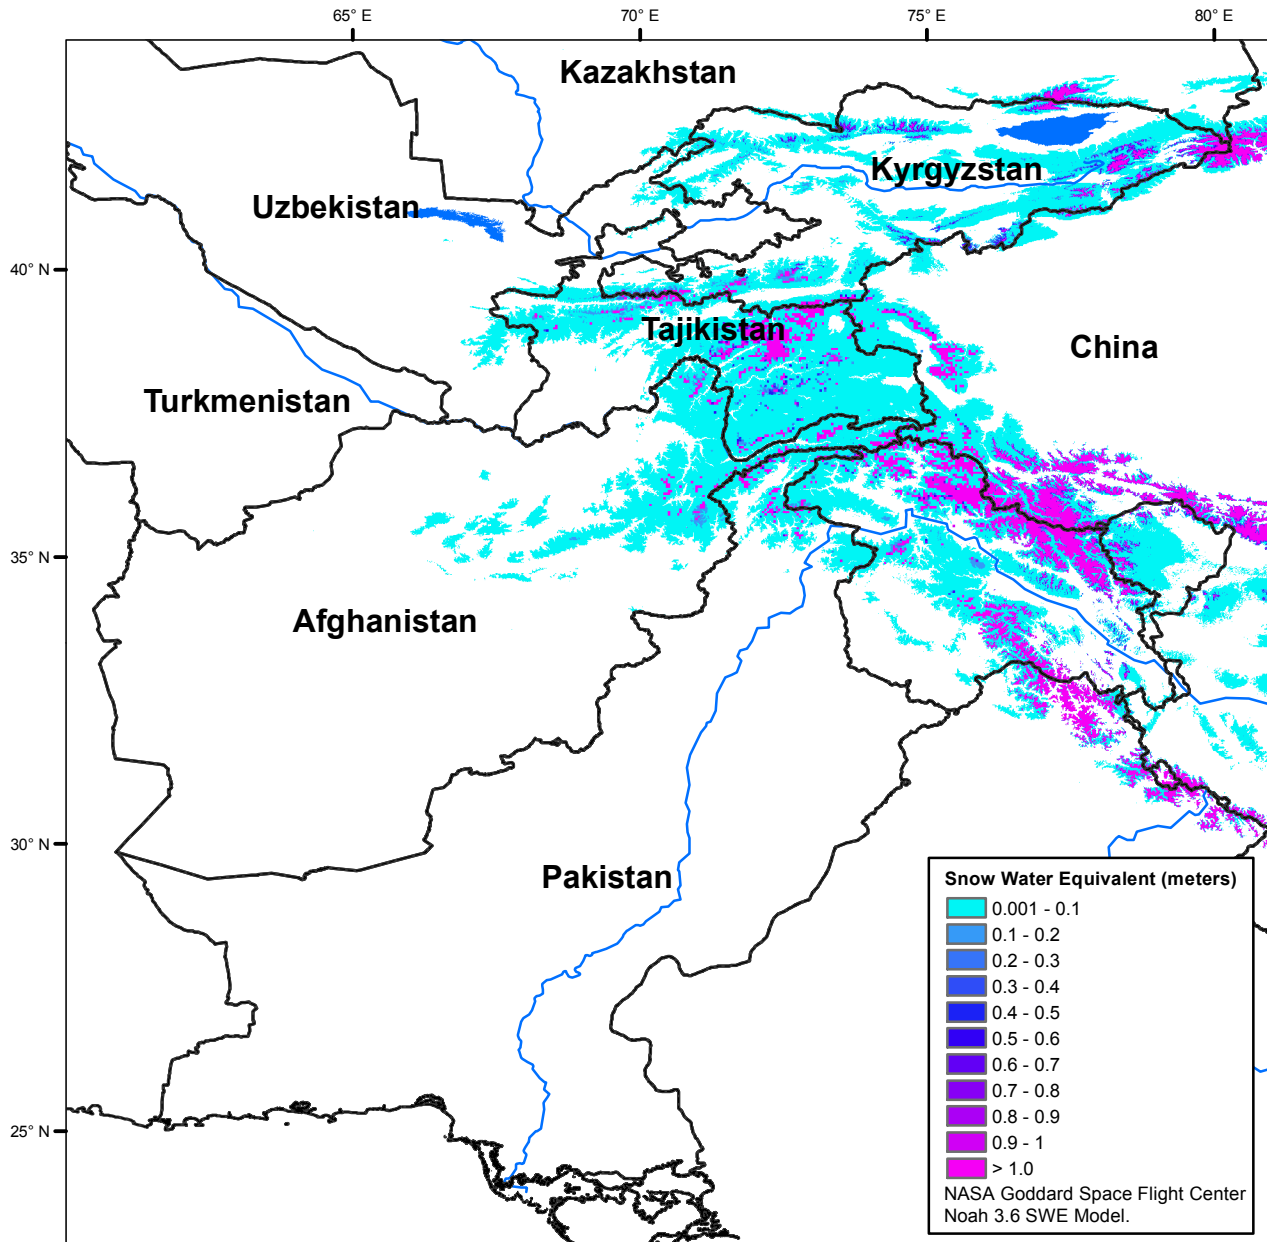 65° E
70° E
75° E
80° E
Kazakhstan
Kyrgyzstan
Uzbekistan
40° N
Tajikistan
China
Turkmenistan
35° N
Afghanistan
30° N
Pakistan
25° N
Snow Water Equivalent (meters)
0.001 - 0.1
0.1 - 0.2
0.2 - 0.3
0.3 - 0.4
0.4 - 0.5
0.5 - 0.6
0.6 - 0.7
0.7 - 0.8
0.8 - 0.9
0.9 - 1
> 1.0
NASA Goddard Space Flight Center
Noah 3.6 SWE Model.